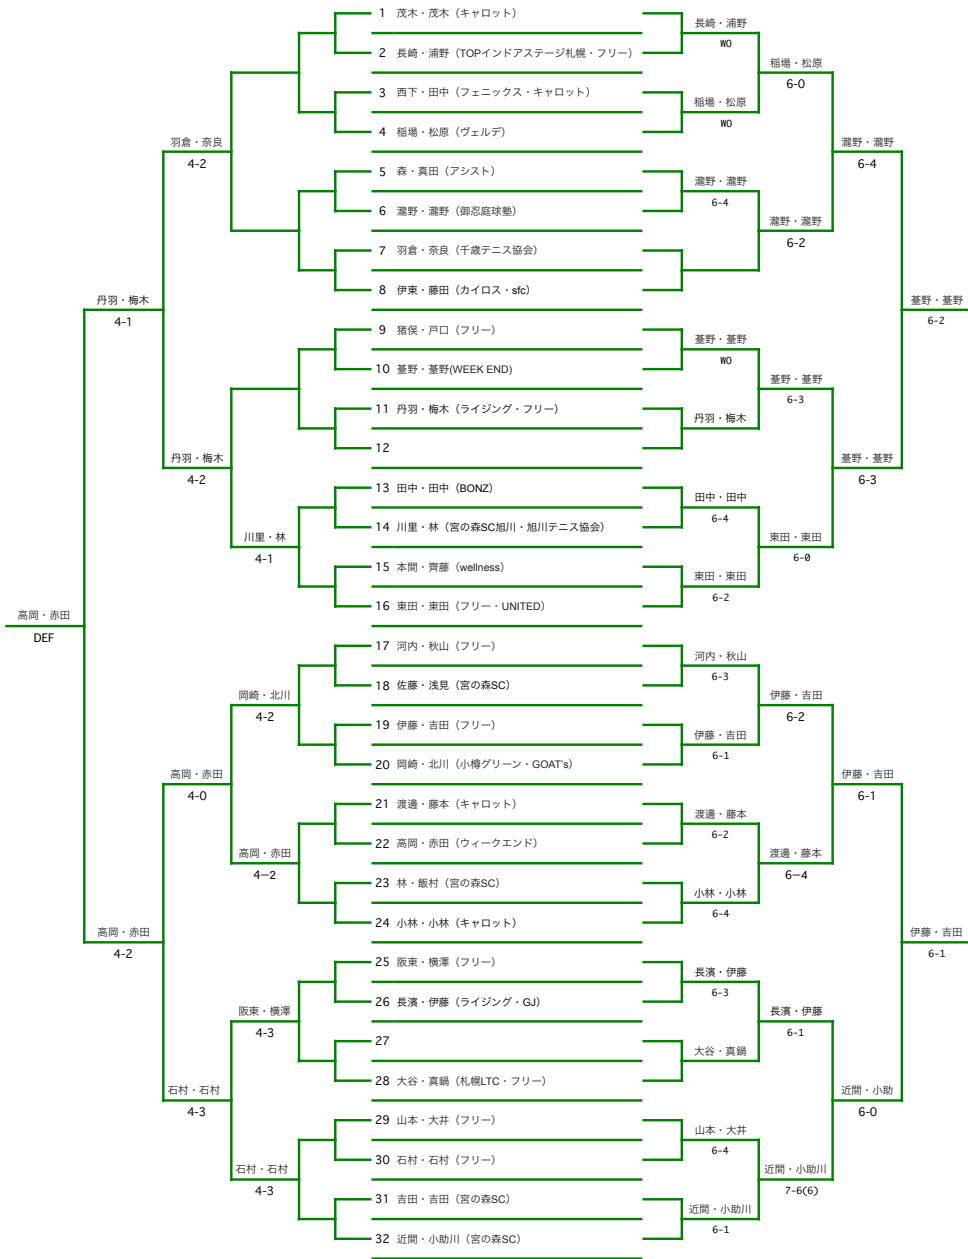 1 茂木・茂木（キャロット）
長崎・浦野
WO
2 長崎・浦野（TOPインドアステージ札幌・フリー）
稲場・松原
6-0
3 西下・田中（フェニックス・キャロット）
稲場・松原
WO
4 稲場・松原（ヴェルデ）
羽倉・奈良
4-2
瀧野・瀧野
6-4
5 森・真田（アシスト）
瀧野・瀧野
6-4
6 瀧野・瀧野（御忍庭球塾）
瀧野・瀧野
6-2
7 羽倉・奈良（千歳テニス協会）
8 伊東・藤田（カイロス・sfc）
丹羽・梅木
4-1
基野・基野
6-2
9 猪俣・戸口（フリー）
基野・基野
WO
10 基野・基野(WEEK END)
基野・基野
6-3
11 丹羽・梅木（ライジング・フリー）
丹羽・梅木
12
丹羽・梅木
4-2
基野・基野
6-3
13 田中・田中（BONZ）
田中・田中
6-4
14 川里・林（宮の森SC旭川・旭川テニス協会）
川里・林
4-1
東田・東田
6-0
15 本間・齊藤（wellness）
東田・東田
6-2
16 東田・東田（フリー・UNITED）
高岡・赤田
DEF
17 河内・秋山（フリー）
河内・秋山
6-3
18 佐藤・浅見（宮の森SC）
岡崎・北川
4-2
伊藤・吉田
6-2
19 伊藤・吉田（フリー）
伊藤・吉田
6-1
20 岡崎・北川（小樽グリーン・GOAT's）
高岡・赤田
4-0
伊藤・吉田
6-1
21 渡邊・藤本（キャロット）
渡邊・藤本
6-2
22 高岡・赤田（ウィークエンド）
高岡・赤田
4−2
渡邊・藤本
6−4
23 林・飯村（宮の森SC）
小林・小林
6-4
24 小林・小林（キャロット）
高岡・赤田
4-2
伊藤・吉田
6-1
25 阪東・横澤（フリー）
長濱・伊藤
6-3
26 長濱・伊藤（ライジング・GJ）
阪東・横澤
4-3
長濱・伊藤
6-1
27
大谷・真鍋
28 大谷・真鍋（札幌LTC・フリー）
石村・石村
4-3
近間・小助
6-0
29 山本・大井（フリー）
山本・大井
6-4
30 石村・石村（フリー）
石村・石村
4-3
近間・小助川
7-6(6)
31 吉田・吉田（宮の森SC）
近間・小助川
6-1
32 近間・小助川（宮の森SC）